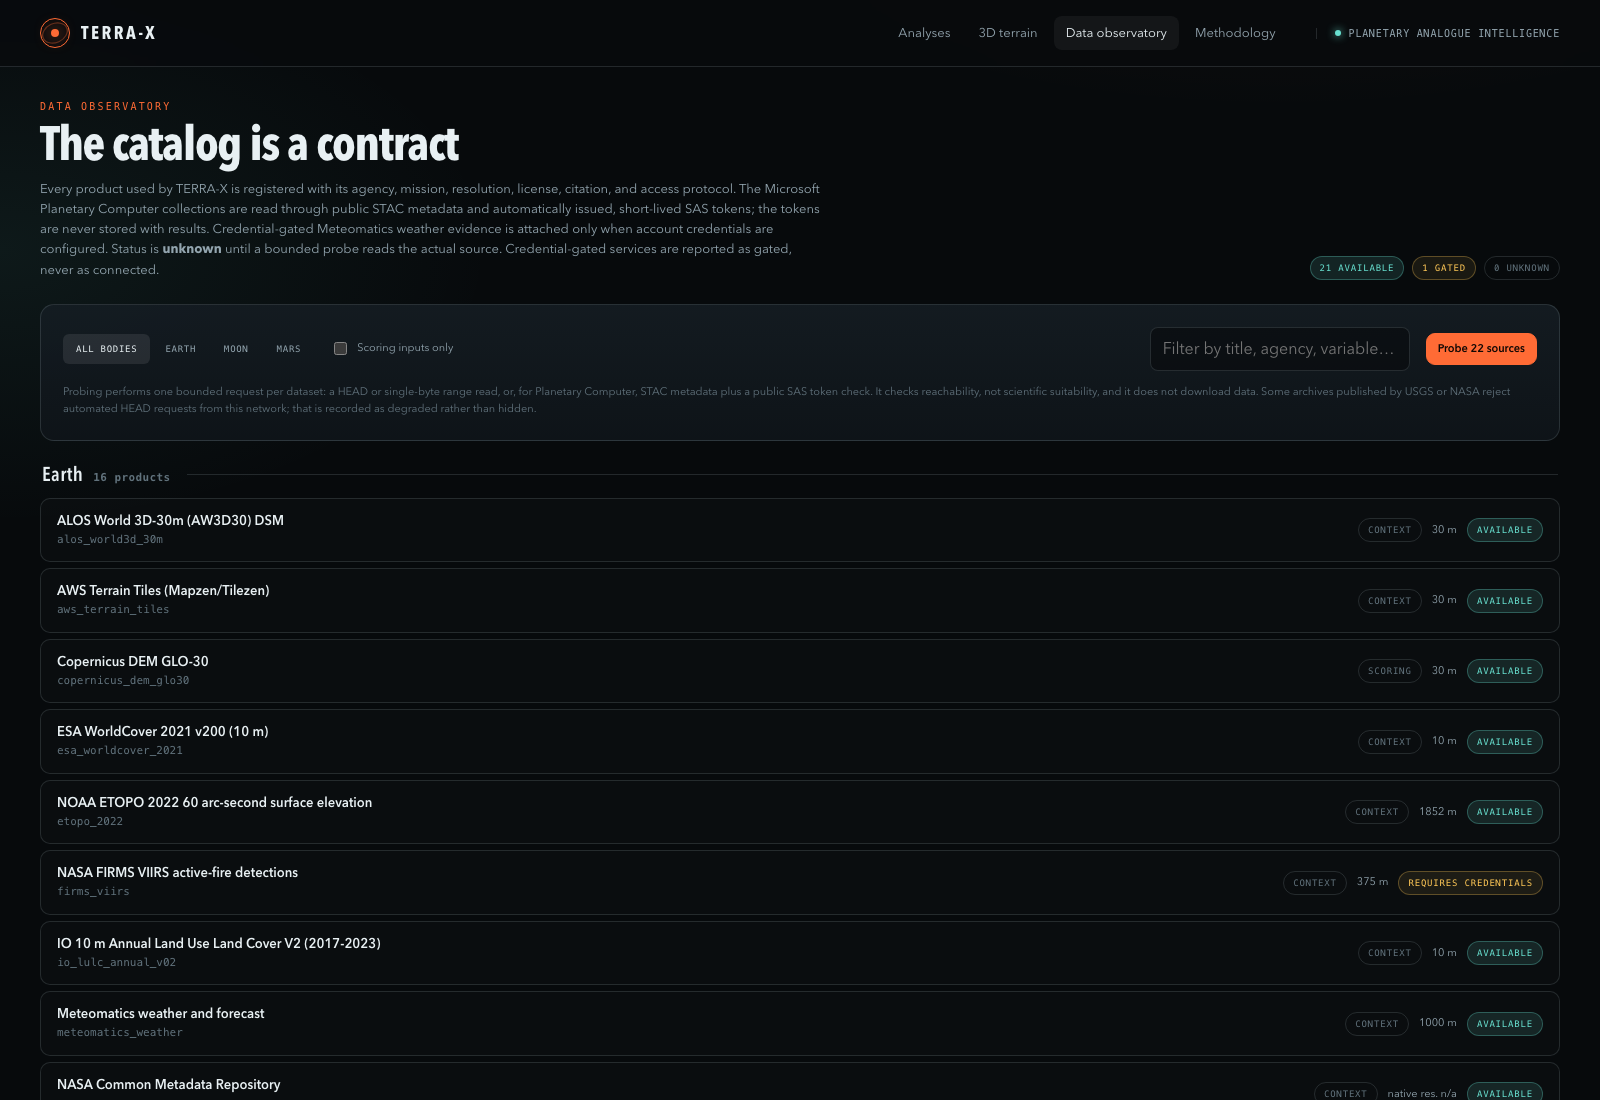 TERRA-X
Analyses
3D terrain
Data observatory
Methodology
PLANETARY ANALOGUE INTELLIGENCE
DATA OBSERVATORY
The catalog is a contract
Every product used by TERRA-X is registered with its agency, mission, resolution, license, citation, and access protocol. The Microsoft
Planetary Computer collections are read through public STAC metadata and automatically issued, short-lived SAS tokens; the tokens
are never stored with results. Credential-gated Meteomatics weather evidence is attached only when account credentials are
configured. Status is unknown until a bounded probe reads the actual source. Credential-gated services are reported as gated,
never as connected.
21 AVAILABLE
1 GATED
0 UNKNOWN
ALL BODIES
EARTH
MOON
MARS
Scoring inputs only
Filter by title, agency, variable...
Probe 22 sources
Probing performs one bounded request per dataset: a HEAD or single-byte range read, or, for Planetary Computer, STAC metadata plus a public SAS token check. It checks reachability, not scientific suitability, and it does not download data. Some archives published by USGS or NASA reject
automated HEAD requests from this network; that is recorded as degraded rather than hidden.
Earth 16 products
ALOS World 3D-30m (AW3D30) DSM
alos_world3d_30m
CONTEXT 30 m AVAILABLE
AWS Terrain Tiles (Mapzen/Tilezen)
aws_terrain_tiles
CONTEXT 30 m AVAILABLE
Copernicus DEM GLO-30
copernicus_dem_glo30
SCORING 30 m AVAILABLE
ESA WorldCover 2021 v200 (10 m)
esa_worldcover_2021
CONTEXT 10 m AVAILABLE
NOAA ETOPO 2022 60 arc-second surface elevation
etopo_2022
CONTEXT 1852 m AVAILABLE
NASA FIRMS VIIRS active-fire detections
firms_viirs
CONTEXT 375 m REQUIRES CREDENTIALS
IO 10 m Annual Land Use Land Cover V2 (2017-2023)
io_lulc_annual_v02
CONTEXT 10 m AVAILABLE
Meteomatics weather and forecast
meteomatics_weather
CONTEXT 1000 m AVAILABLE
NASA Common Metadata Repository
CONTEXT native res. n/a AVAILABLE